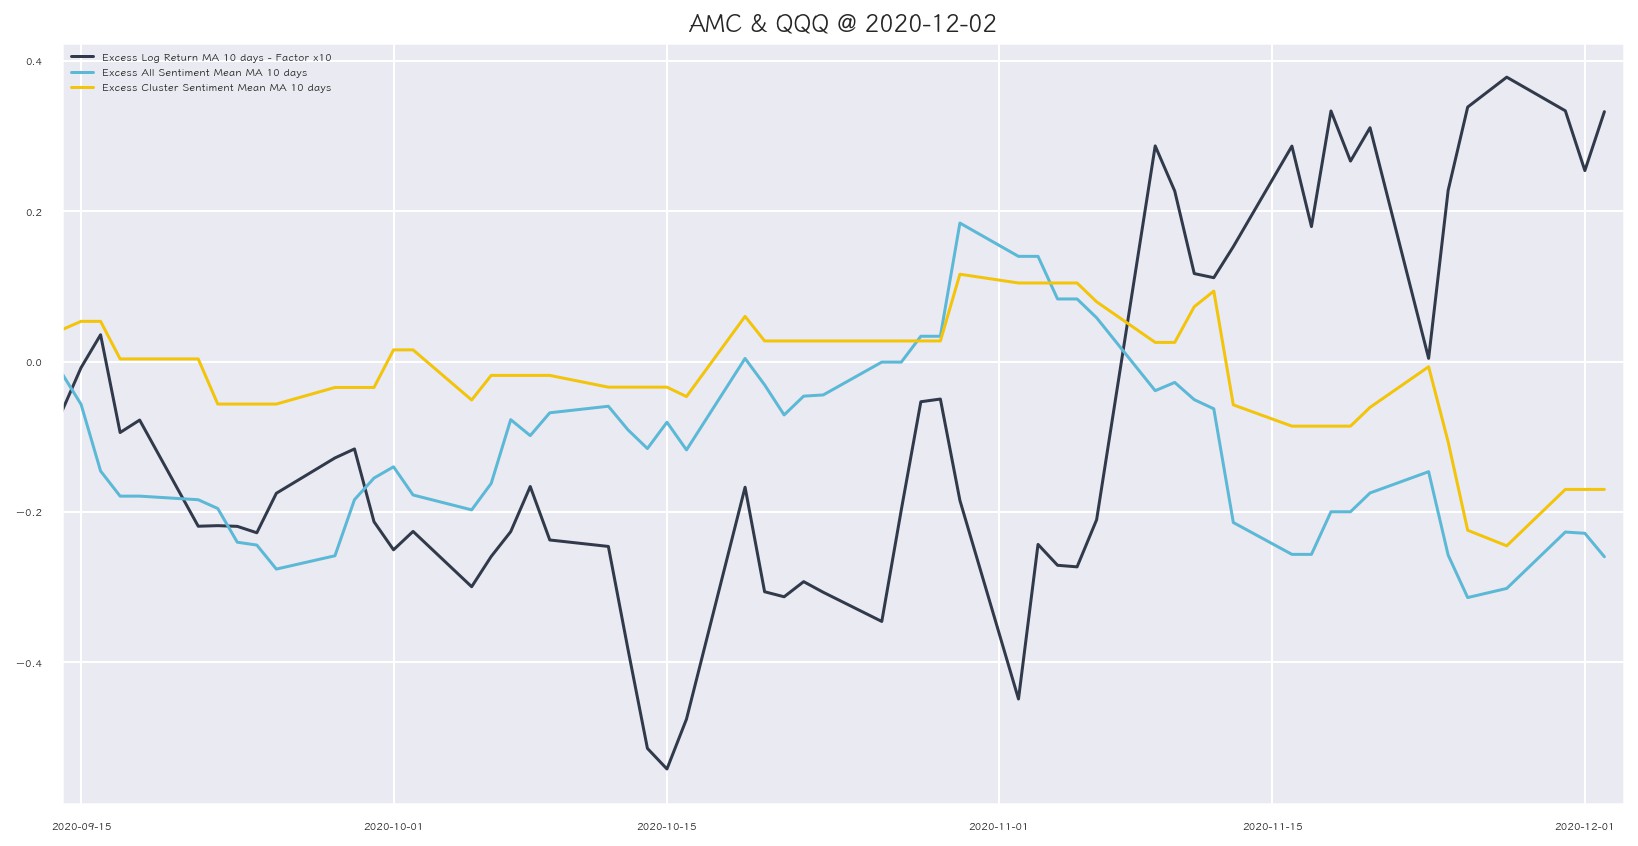 AMC & QQQ @ 2020-12-02
Excess Log Return MA 10 days - Factor x10
Excess All Sentiment Mean MA 10 days
Excess Cluster Sentiment Mean MA 10 days
0.4
0.2
0.0
−0.2
−0.4
2020-09-15
2020-10-01
2020-10-15
2020-11-01
2020-11-15
2020-12-01